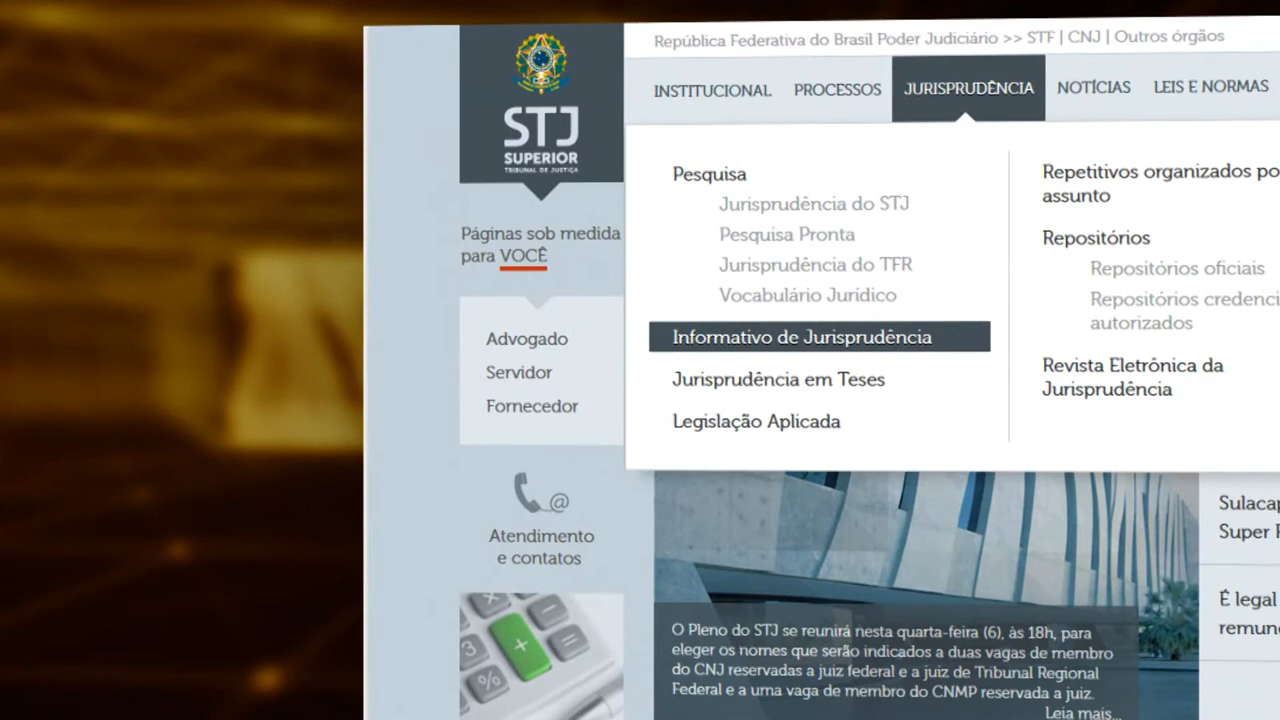 República Federativa do Brasil Poder Judiciário >> STF | CNJ | Outros órgãos
STJ
SUPERIOR
TRIBUNAL DE JUSTIÇA
INSTITUCIONAL PROCESSOS JURISPRUDÊNCIA NOTÍCIAS LEIS E NORMAS
Páginas sob medida
para VOCÊ
Advogado
Servidor
Fornecedor
@
Atendimento
e contatos
Pesquisa
Jurisprudência do STJ
Pesquisa Pronta
Jurisprudência do TFR
Vocabulário Jurídico
Informativo de Jurisprudência
Jurisprudência em Teses
Legislação Aplicada
Repetitivos organizados po
assunto
Repositórios
Repositórios oficiais
Repositórios credenci
autorizados
Revista Eletrônica da
Jurisprudência
O Pleno do STJ se reunirá nesta quarta-feira (6), às 18h, para
eleger os nomes que serão indicados a duas vagas de membro
do CNJ reservadas a juiz federal e a juiz de Tribunal Regional
Federal e a uma vaga de membro do CNMP reservada a juiz.
Leia mais...
Sulacap
Super
É legal
remun
3
%
+
=